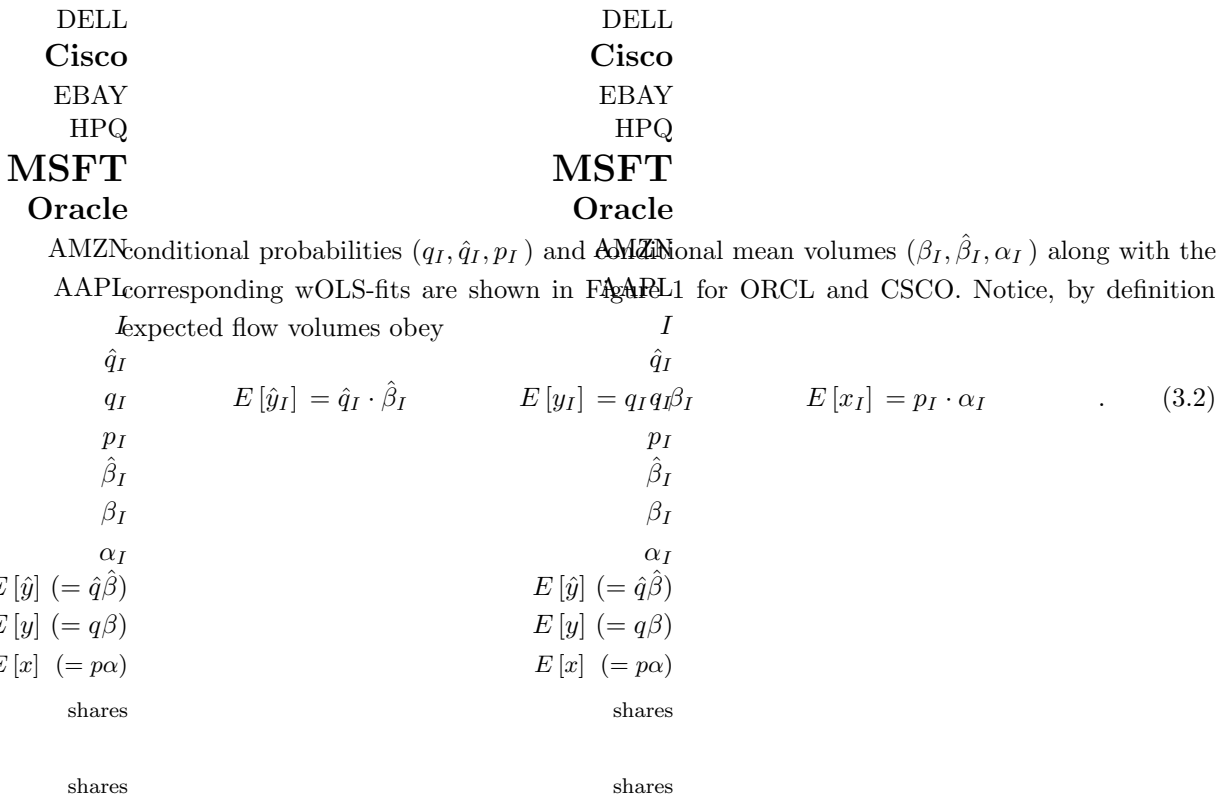 DELL DELL
Cisco Cisco
EBAY EBAY
HPQ HPQ
MSFT MSFT
Oracle Oracle
AMZN AMZN
conditional probabilities (q_I, q̂_I, p_I) and conditional mean volumes (β_I, β̂_I, α_I) along with the
AAPL AAPL
corresponding wOLS-fits are shown in Figure 1 for ORCL and CSCO. Notice, by definition
I I
expected flow volumes obey
q̂_I q̂_I
q_I q_I
E [ŷ_I] = q̂_I · β̂_I E [y_I] = q_I · β_I E [x_I] = p_I · α_I . (3.2)
p_I p_I
β̂_I β̂_I
β_I β_I
α_I α_I
E [ŷ] (= q̂β̂) E [ŷ] (= q̂β̂)
E [y] (= qβ) E [y] (= qβ)
E [x] (= pα) E [x] (= pα)
shares shares
shares shares